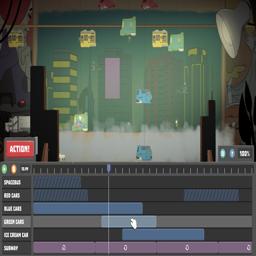 ACTION!
100%
SPACEBUS
RED CARS
BLUE CARS
GREEN CARS
ICE CREAM CAR
SUBWAY